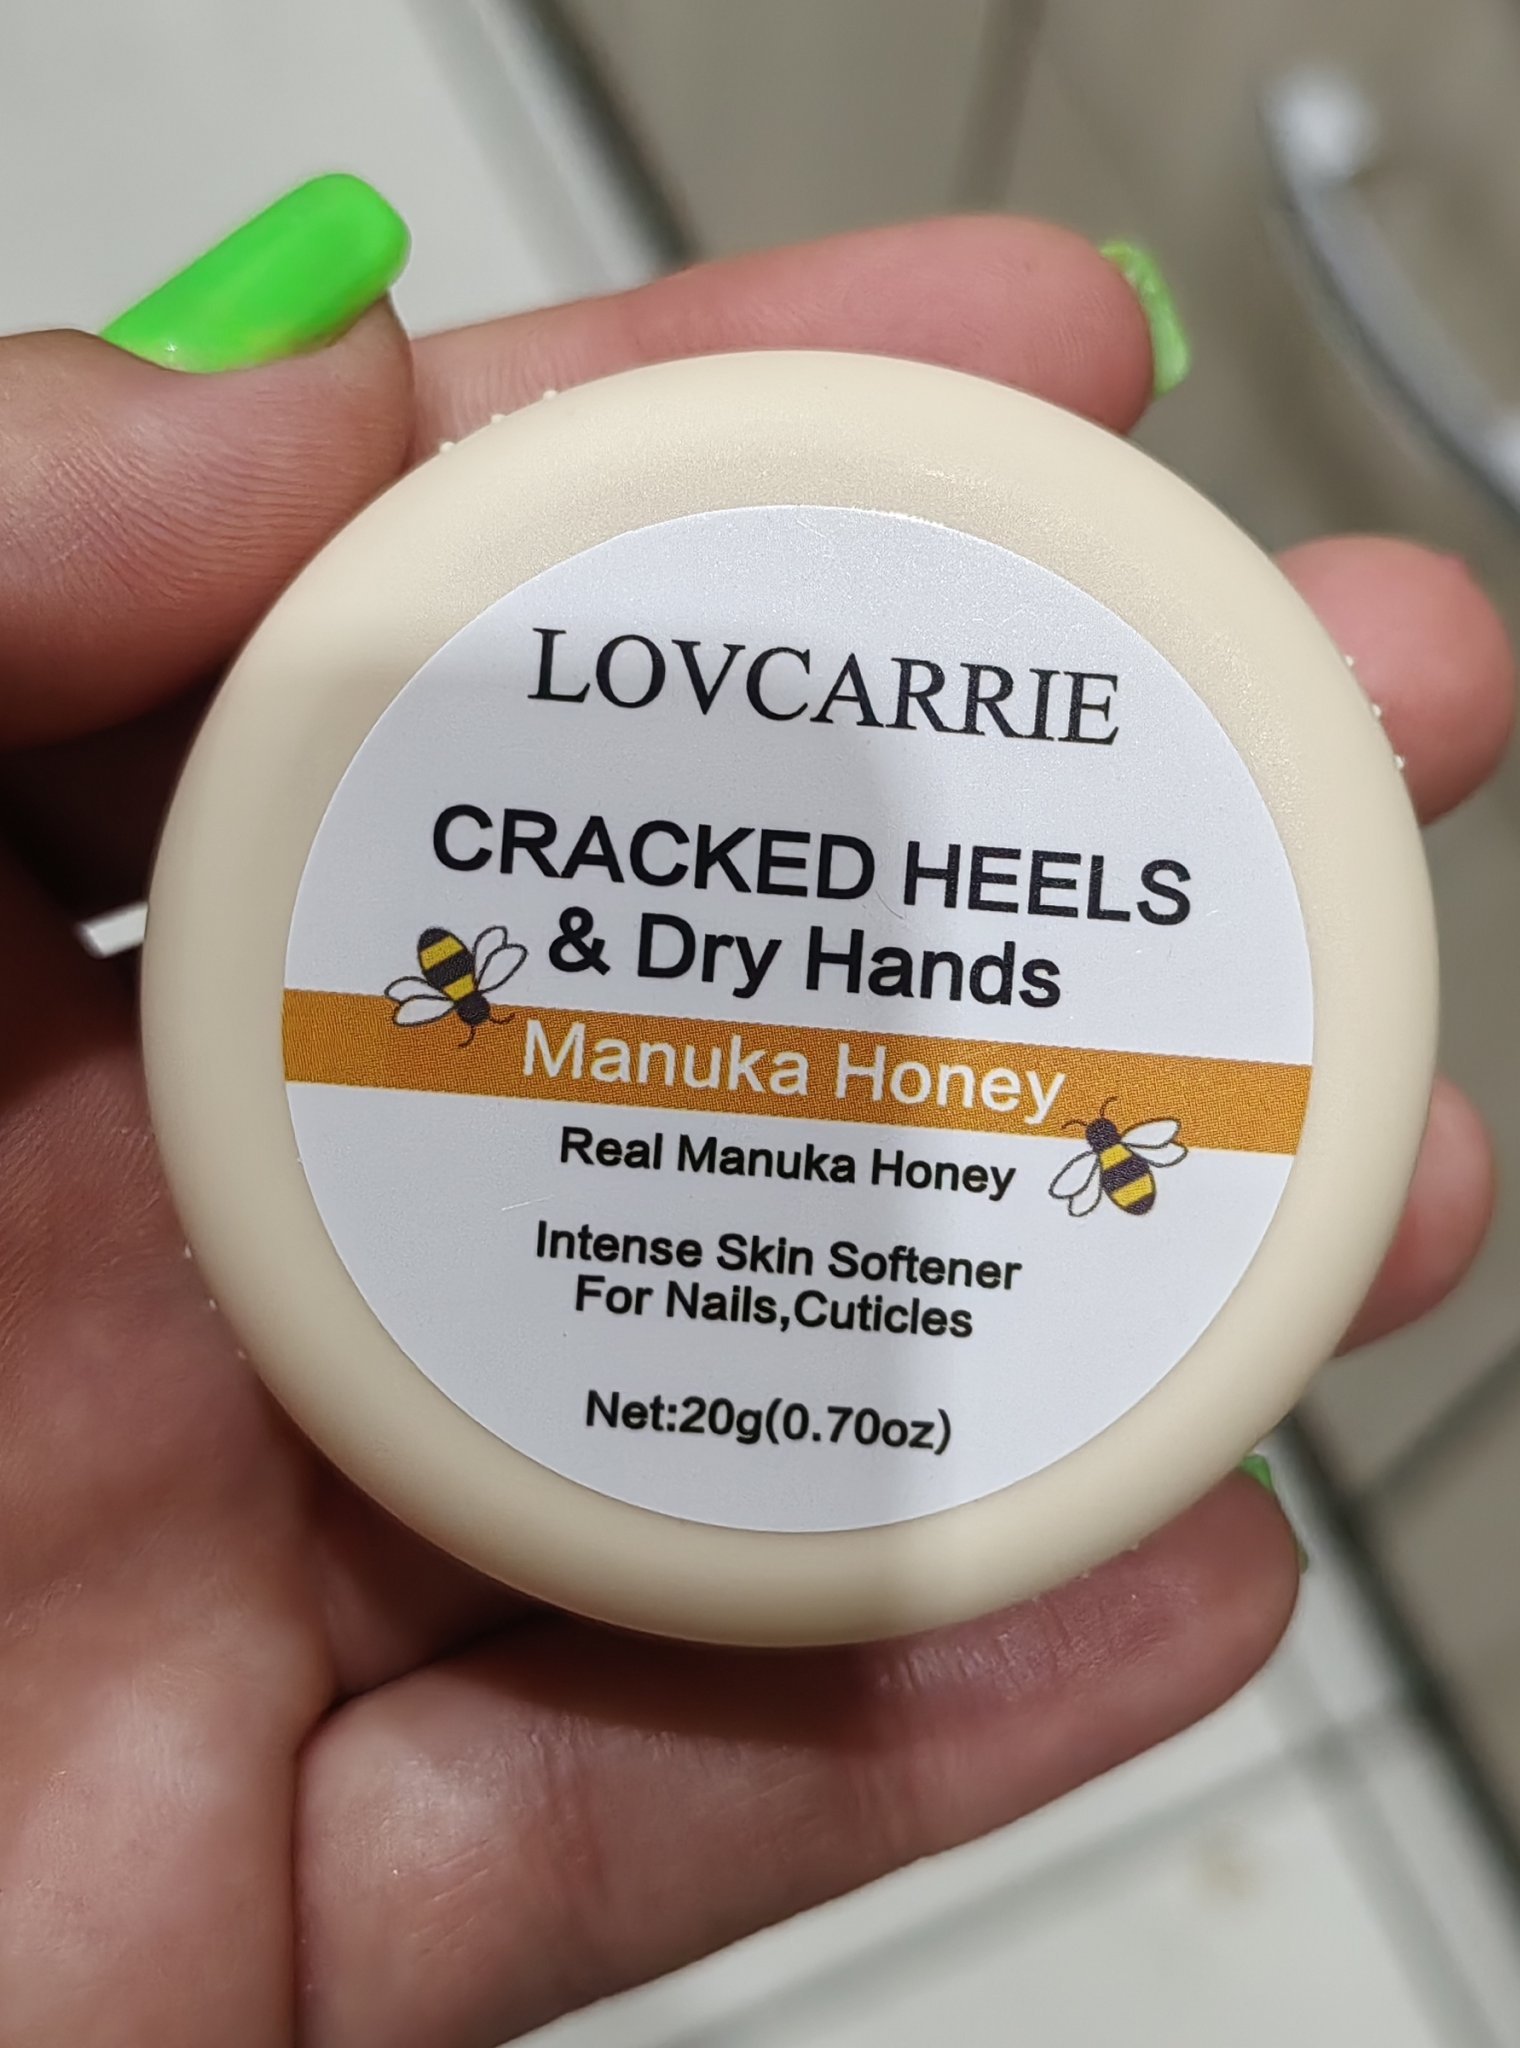 LOVCARRIE
CRACKED HEELS
& Dry Hands
Manuka Honey
Real Manuka Honey
Intense Skin Softener
For Nails,Cuticles
Net:20g(0.70oz)